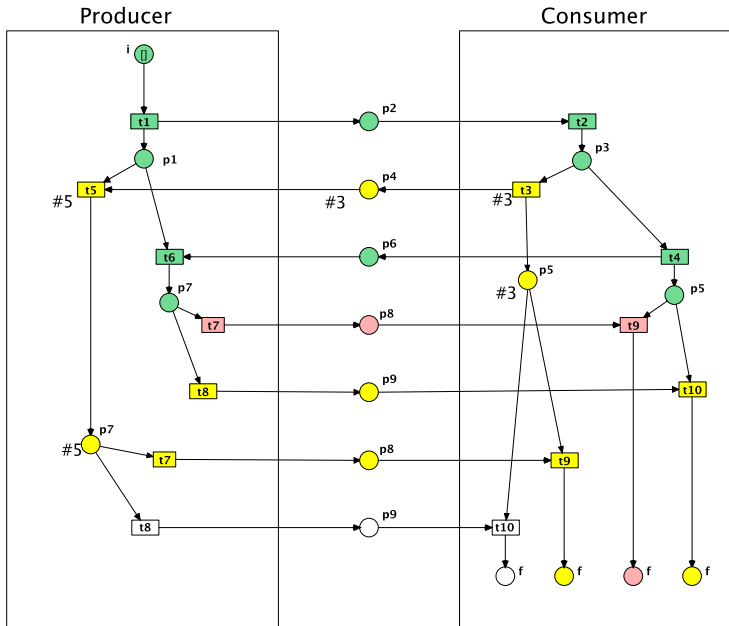 Producer Consumer
i []
t1 p2 t2
p1 p3
p4
t5 t3
#5 #3 #3
p6
t6 t4
p7 p5 p5
#3
p8
t7 t9
p9
t8 t10
p7 p8
#5 t7 t9
p9
t8 t10
f f f f